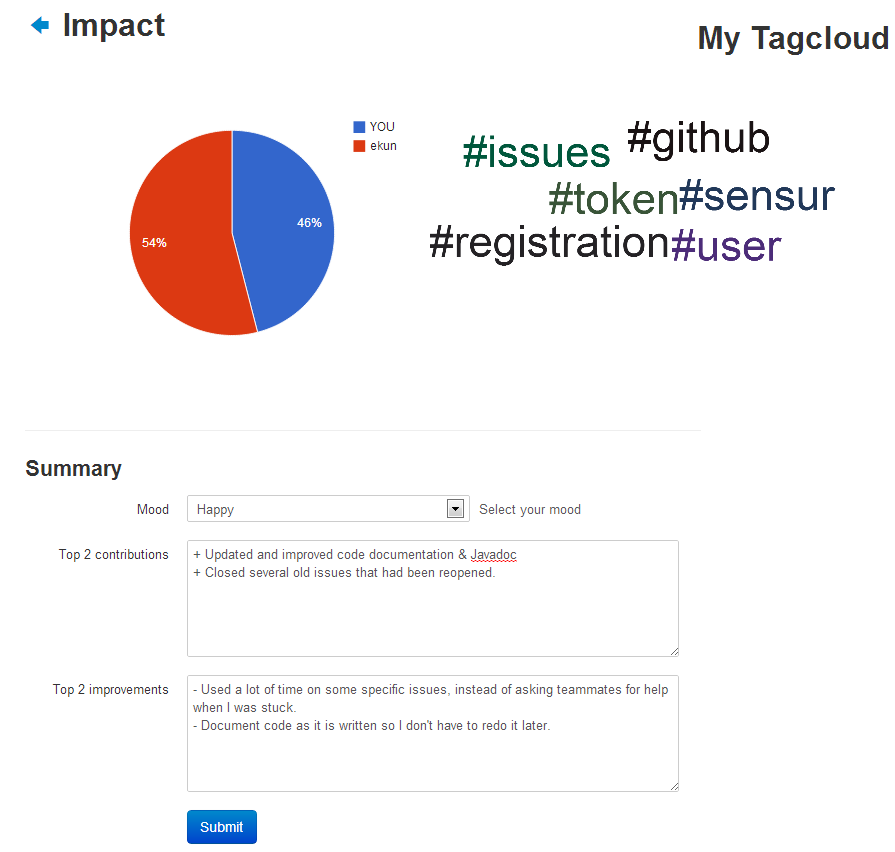 Impact
My Tagcloud
YOU
ekun
46%
54%
#issues
#github
#token
#sensur
#registration
#user
Summary
Mood
Happy
Select your mood
Top 2 contributions
+ Updated and improved code documentation & Javadoc
+ Closed several old issues that had been reopened.
Top 2 improvements
- Used a lot of time on some specific issues, instead of asking teammates for help
when I was stuck.
- Document code as it is written so I don't have to redo it later.
Submit